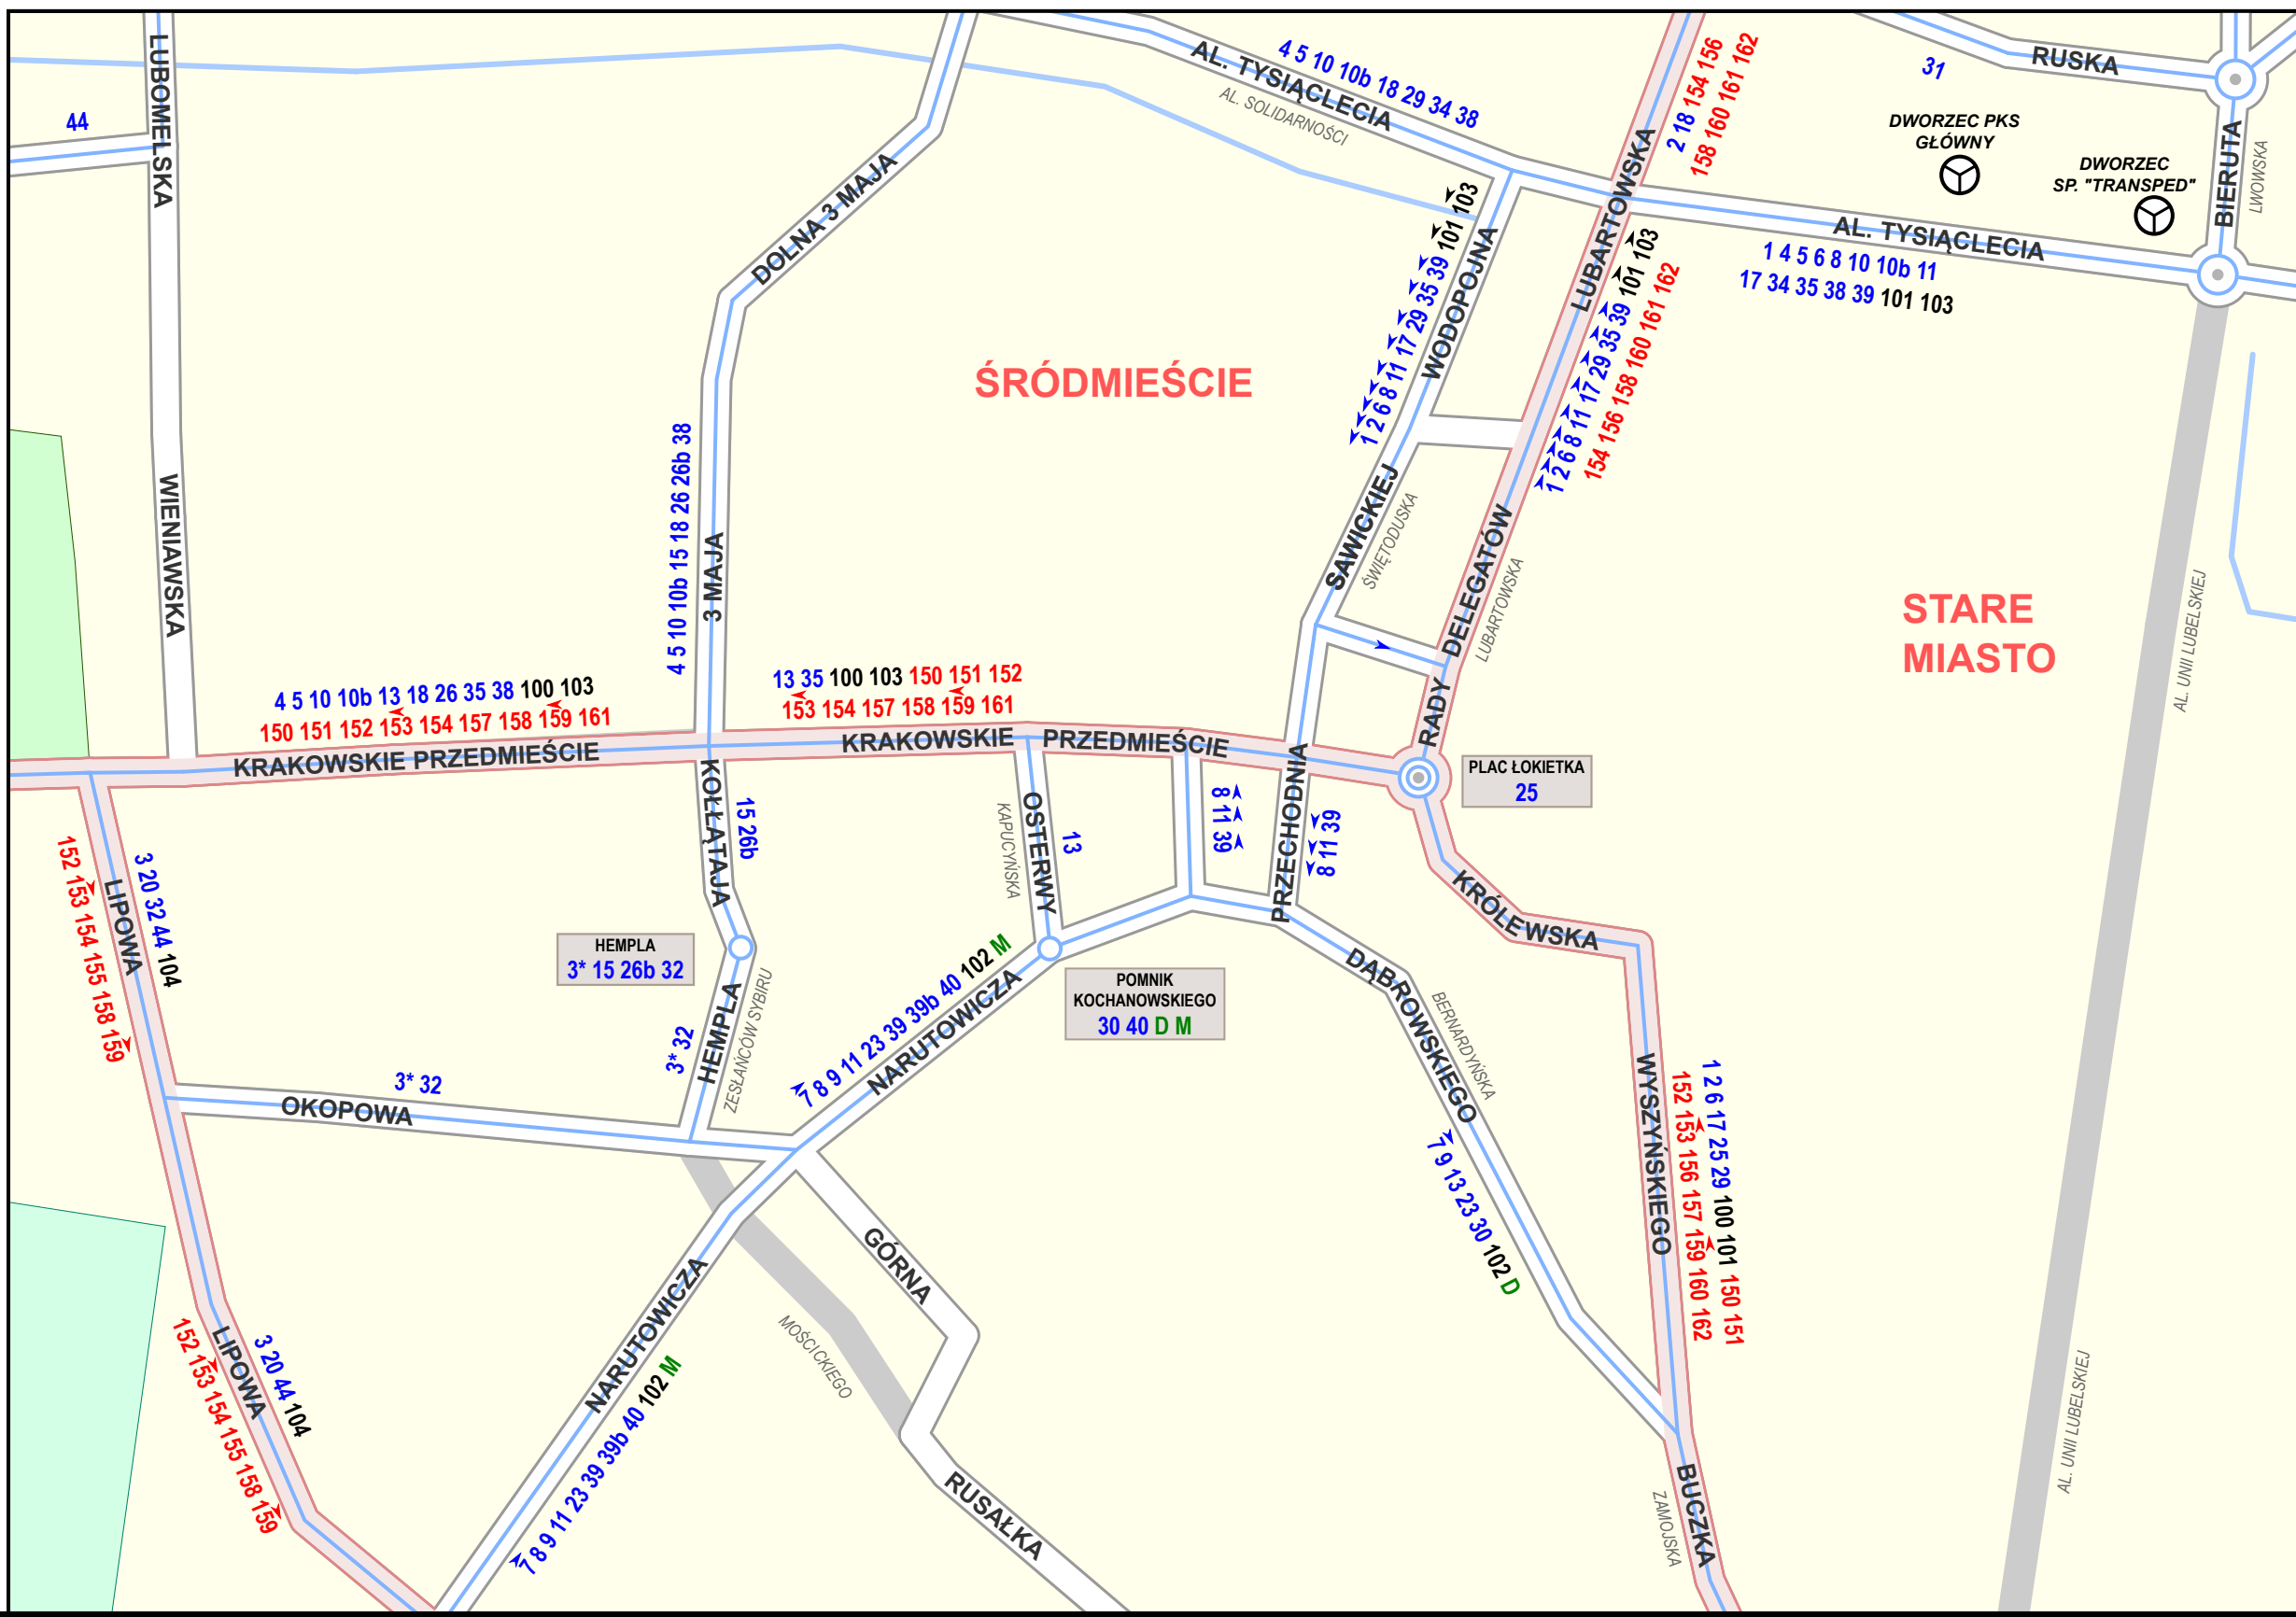 LUBOMELSKA
44
WIENIAWSKA
DOLNA 3 MAJA
3 MAJA
4 5 10 10b 15 18 26 26b 38
AL. TYSIĄCLECIA
4 5 10 10b 18 29 34 38
AL. SOLIDARNOŚCI
2 18 154 156
158 160 161 162
31
RUSKA
DWORZEC PKS
GŁÓWNY
DWORZEC
SP. "TRANSPED"
BIERUTA
LWOWSKA
AL. TYSIĄCLECIA
1 4 5 6 8 10 10b 11
17 34 35 38 39 101 103
LUBARTOWSKA
WODOPOJNA
1 2 6 8 11 17 29 35 39 101 103
1 2 6 8 11 17 29 35 39 101 103
154 156 158 160 161 162
ŚRÓDMIEŚCIE
SAWICKIEJ
ŚWIĘTODUSKA
RADY DELEGATÓW
LUBARTOWSKA
STARE
MIASTO
AL. UNII LUBELSKIEJ
4 5 10 10b 13 18 26 35 38 100 103
150 151 152 153 154 157 158 159 161
KRAKOWSKIE PRZEDMIEŚCIE
13 35 100 103 150 151 152
153 154 157 158 159 161
KRAKOWSKIE PRZEDMIEŚCIE
PLAC ŁOKIETKA
25
KOŁŁĄTAJA
15 26b
OSTERWY
KAPUCYŃSKA
13
8 11 39
PRZECHODNIA
8 11 39
KRÓLEWSKA
LIPOWA
3 20 32 44 104
152 153 154 155 158 159
HEMPLA
3* 15 26b 32
HEMPLA
3* 32
ZESŁAŃCÓW SYBIRU
7 8 9 11 23 39 39b 40 102 M
NARUTOWICZA
POMNIK
KOCHANOWSKIEGO
30 40 D M
DĄBROWSKIEGO
BERNARDYŃSKA
7 9 13 23 30 102 D
WYSZYŃSKIEGO
1 2 6 17 25 29 100 101 150 151
152 153 156 157 159 160 162
3* 32
OKOPOWA
GÓRNA
MOŚCICKIEGO
NARUTOWICZA
7 8 9 11 23 39 39b 40 102 M
LIPOWA
3 20 44 104
152 153 154 155 158 159
RUSAŁKA
BUCZKA
ZAMOJSKA
AL. UNII LUBELSKIEJ